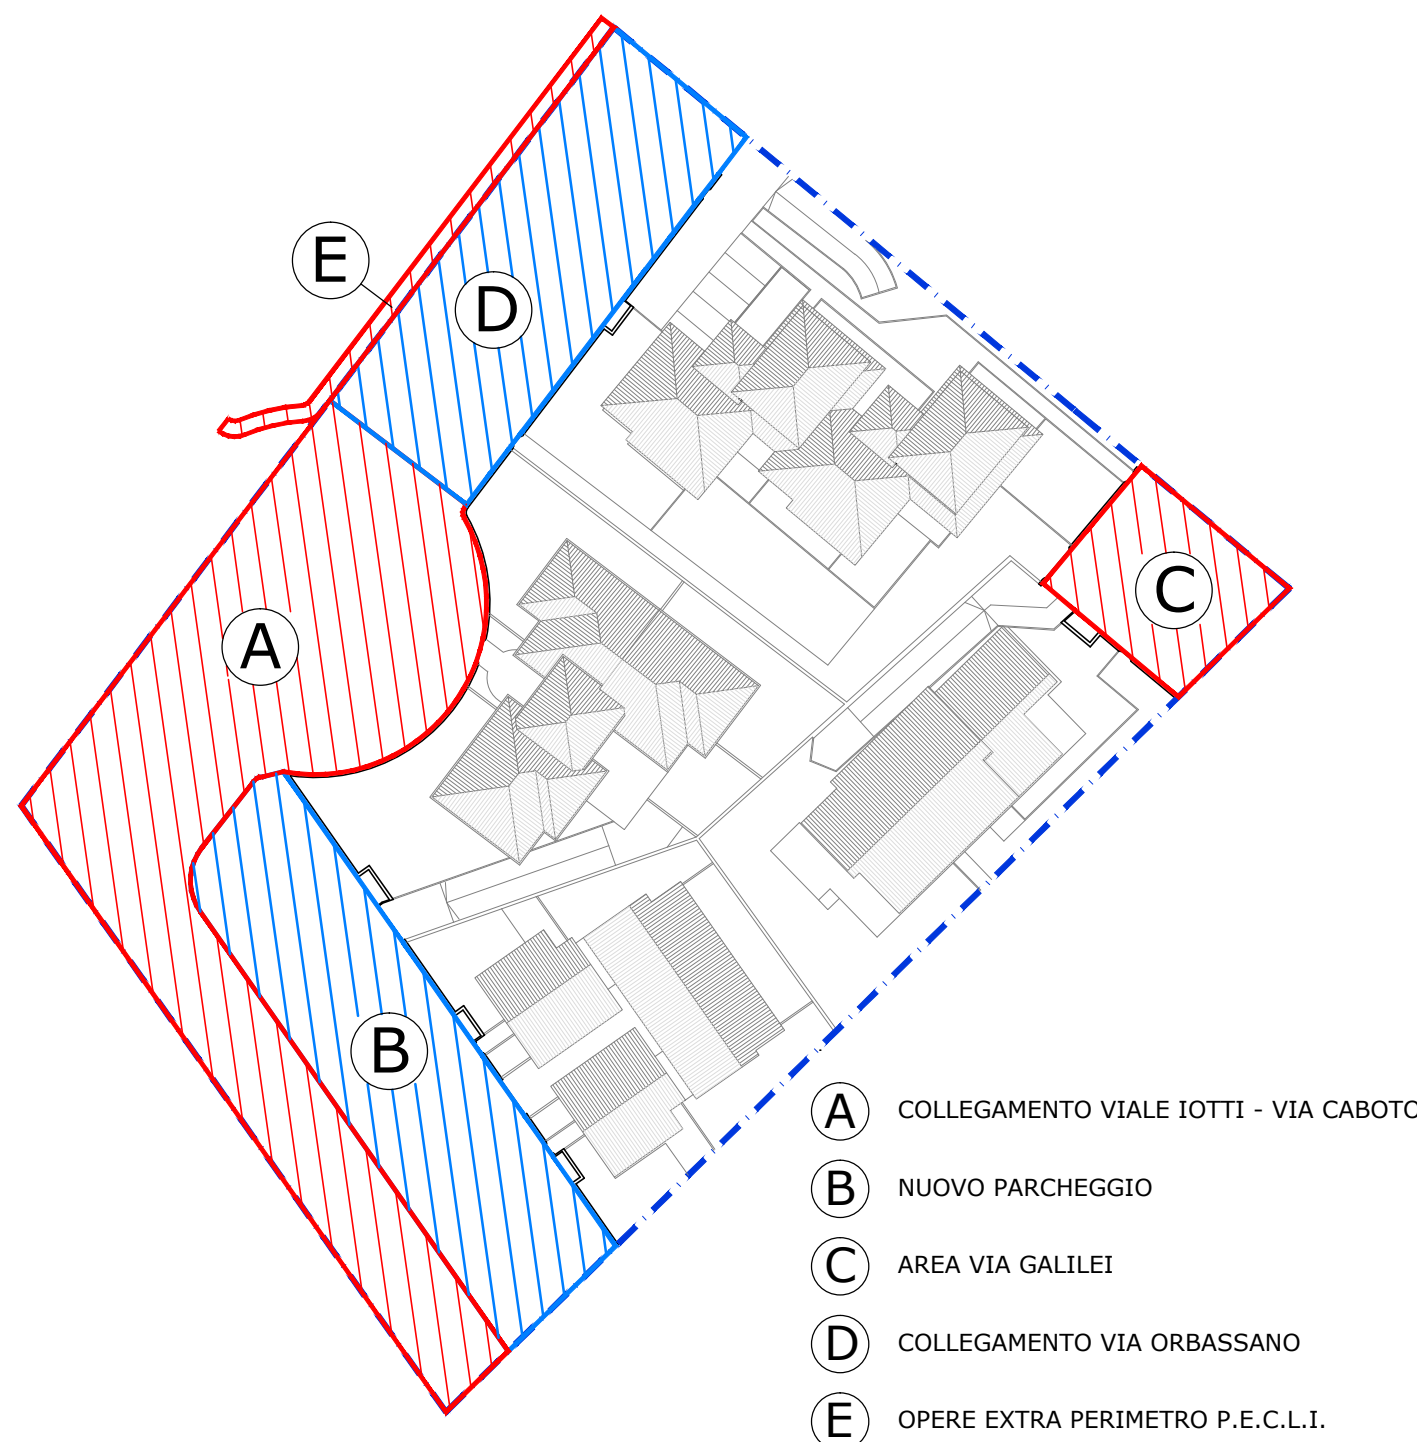 E
D
C
A
B
A COLLEGAMENTO VIALE IOTTI - VIA CABOTO
B NUOVO PARCHEGGIO
C AREA VIA GALILEI
D COLLEGAMENTO VIA ORBASSANO
E OPERE EXTRA PERIMETRO P.E.C.L.I.